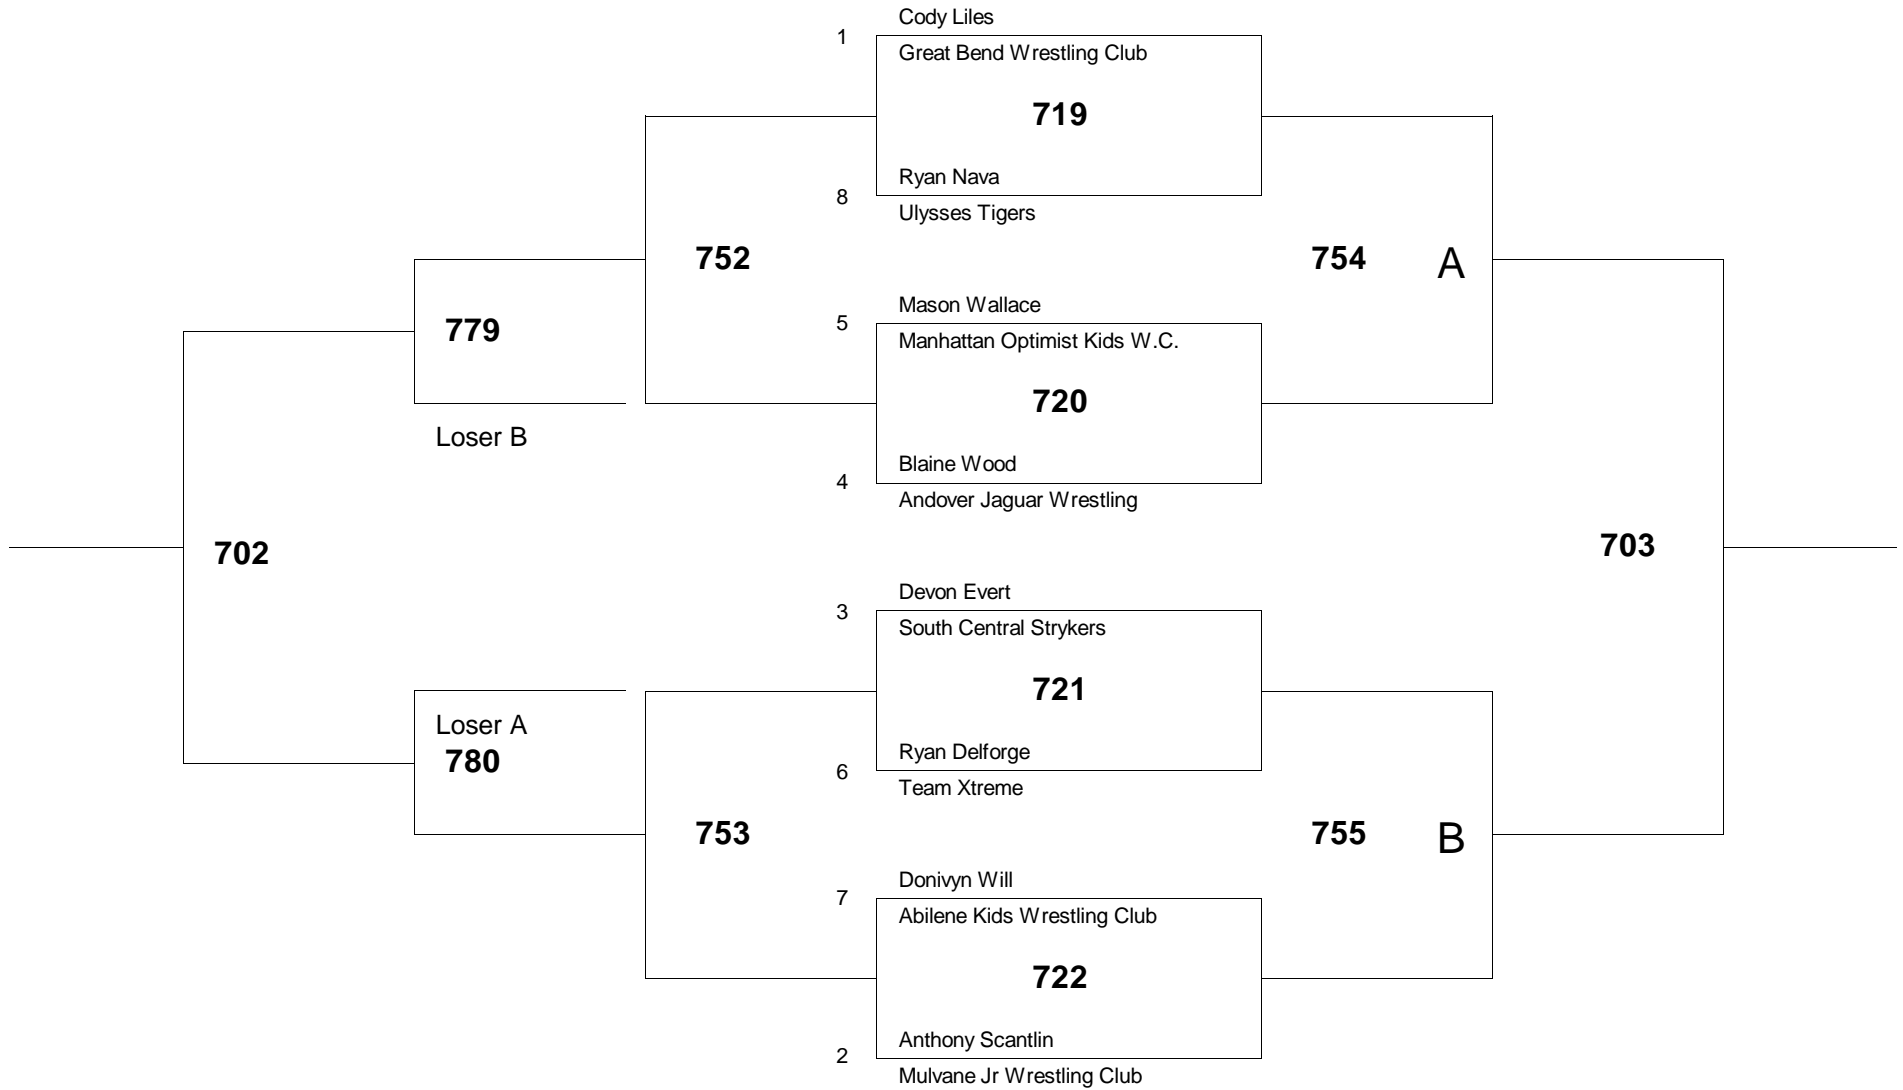 Cody Liles
1
Great Bend Wrestling Club
719
Ryan Nava
8
Ulysses Tigers
752
754
A
Mason Wallace
5
779
Manhattan Optimist Kids W.C.
720
Loser B
Blaine Wood
4
Andover Jaguar Wrestling
702
703
Devon Evert
3
South Central Strykers
721
Loser A
780
Ryan Delforge
6
Team Xtreme
753
755
B
Donivyn Will
7
Abilene Kids Wrestling Club
722
Anthony Scantlin
2
Mulvane Jr Wrestling Club